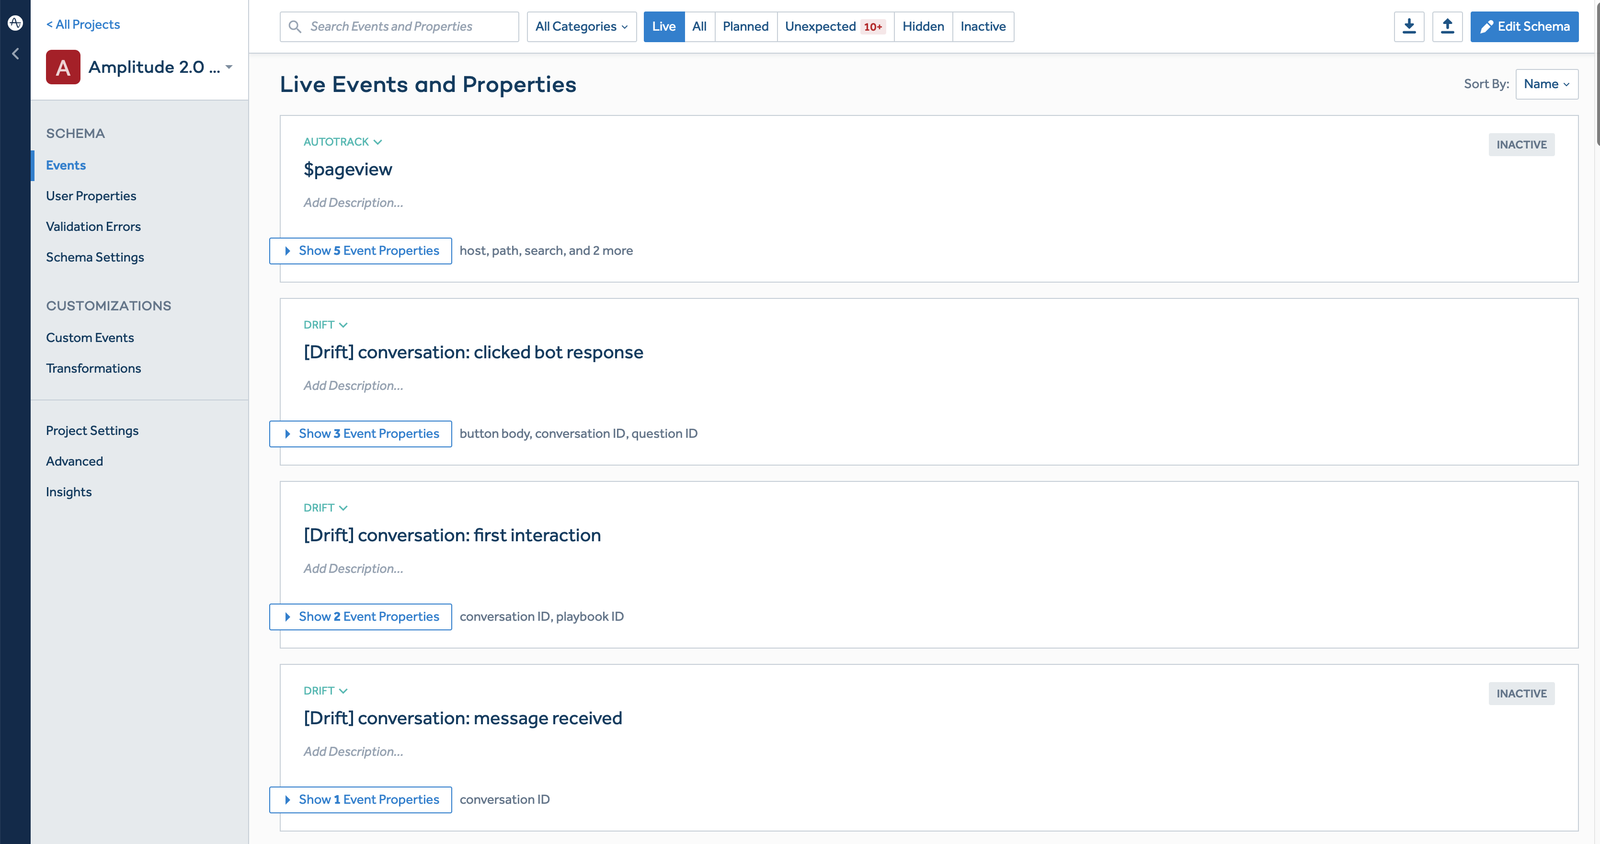 < All Projects
A Amplitude 2.0 ...
SCHEMA
Events
User Properties
Validation Errors
Schema Settings
CUSTOMIZATIONS
Custom Events
Transformations
Project Settings
Advanced
Insights
Search Events and Properties All Categories Live All Planned Unexpected 10+ Hidden Inactive Edit Schema
Live Events and Properties
Sort By: Name
AUTOTRACK INACTIVE
$pageview
Add Description...
Show 5 Event Properties host, path, search, and 2 more
DRIFT
[Drift] conversation: clicked bot response
Add Description...
Show 3 Event Properties button body, conversation ID, question ID
DRIFT
[Drift] conversation: first interaction
Add Description...
Show 2 Event Properties conversation ID, playbook ID
DRIFT INACTIVE
[Drift] conversation: message received
Add Description...
Show 1 Event Properties conversation ID